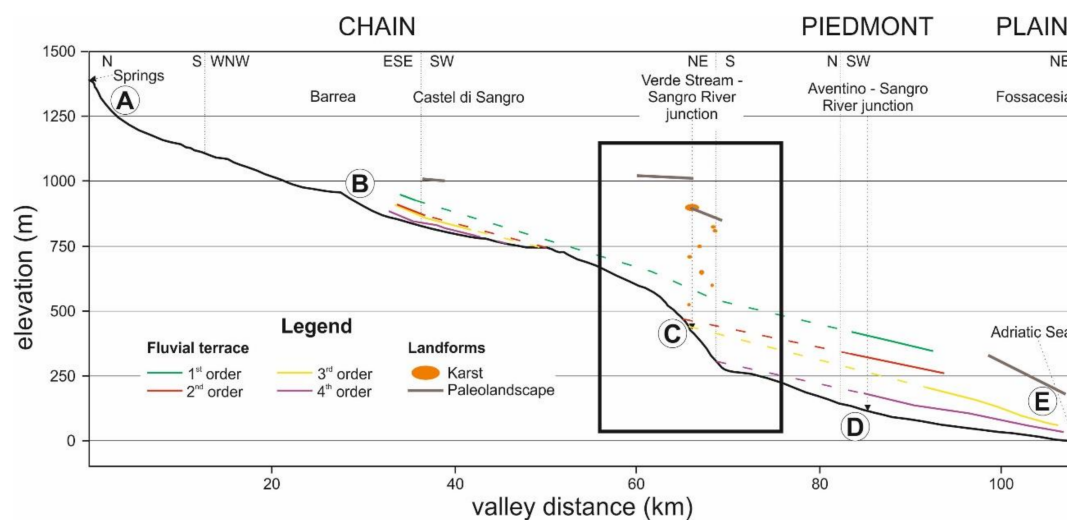 CHAIN PIEDMONT PLAIN
1500
N S WNW ESE SW NE S N SW NE
Springs
A
Barrea
Castel di Sangro
Verde Stream -
Sangro River
junction
Aventino - Sangro
River junction
Fossacesia
1250
1000
B
750
500
C
Legend
Fluvial terrace
1st order
2nd order
3rd order
4th order
Landforms
Karst
Paleolandscape
Adriatic Sea
250
E
D
0
elevation (m)
20 40 60 80 100
valley distance (km)